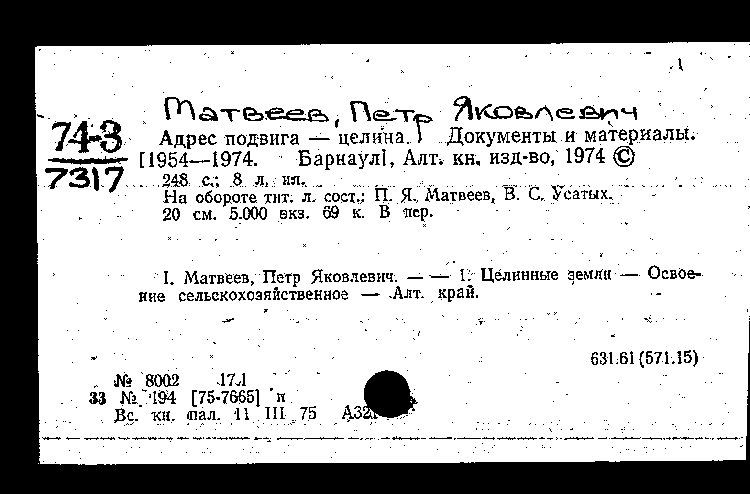 1
Матвеев, Петр Яковлевич
74-3
7317
Адрес подвига — целина. Документы и материалы.
[1954—1974. Барнаул], Алт. кн. изд-во, 1974 ©
248 с.; 8 л. ил.
На обороте тит. л. сост.: П. Я. Матвеев, В. С. Усатых.
20 см. 5.000 экз. 69 к. В пер.
I. Матвеев, Петр Яковлевич. — — 1. Целинные земли — Освое-
ние сельскохозяйственное — Алт. край.
631.61 (571.15)
№ 8002 17.1
33 № 194 [75-7665] п
Вс. кн. пал. 11 III 75 А32